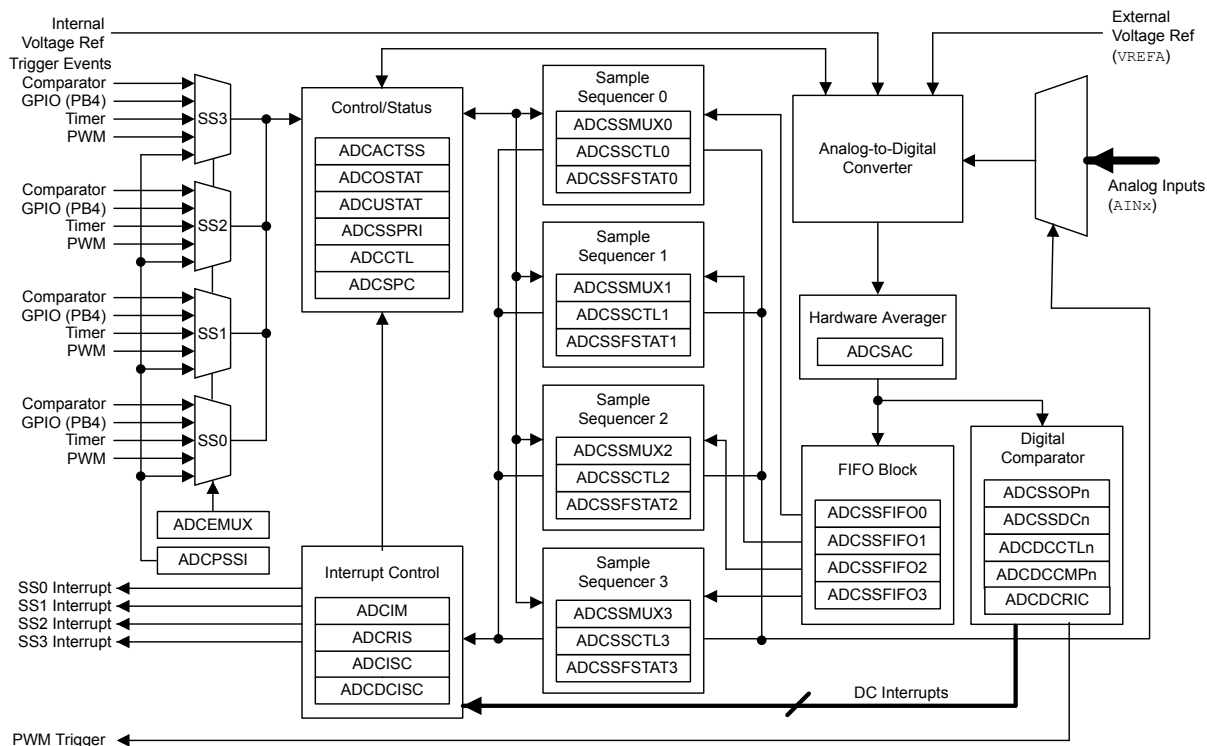 Internal
Voltage Ref
External
Voltage Ref
(VREFA)
Trigger Events
Comparator
GPIO (PB4)
Timer
PWM
SS3
Comparator
GPIO (PB4)
Timer
PWM
SS2
Comparator
GPIO (PB4)
Timer
PWM
SS1
Comparator
GPIO (PB4)
Timer
PWM
SS0
ADCEMUX
ADCPSSI
Control/Status
ADCACTSS
ADCOSTAT
ADCUSTAT
ADCSSPRI
ADCCTL
ADCSPC
Interrupt Control
ADCIM
ADCRIS
ADCISC
ADCDCISC
SS0 Interrupt
SS1 Interrupt
SS2 Interrupt
SS3 Interrupt
PWM Trigger
Sample
Sequencer 0
ADCSSMUX0
ADCSSCTL0
ADCSSFSTAT0
Sample
Sequencer 1
ADCSSMUX1
ADCSSCTL1
ADCSSFSTAT1
Sample
Sequencer 2
ADCSSMUX2
ADCSSCTL2
ADCSSFSTAT2
Sample
Sequencer 3
ADCSSMUX3
ADCSSCTL3
ADCSSFSTAT3
Analog-to-Digital
Converter
Analog Inputs
(AINx)
Hardware Averager
ADCSAC
FIFO Block
ADCSSFIFO0
ADCSSFIFO1
ADCSSFIFO2
ADCSSFIFO3
Digital
Comparator
ADCSSOPn
ADCSSDCn
ADCDCCTLn
ADCDCCMPn
ADCDCRIC
DC Interrupts